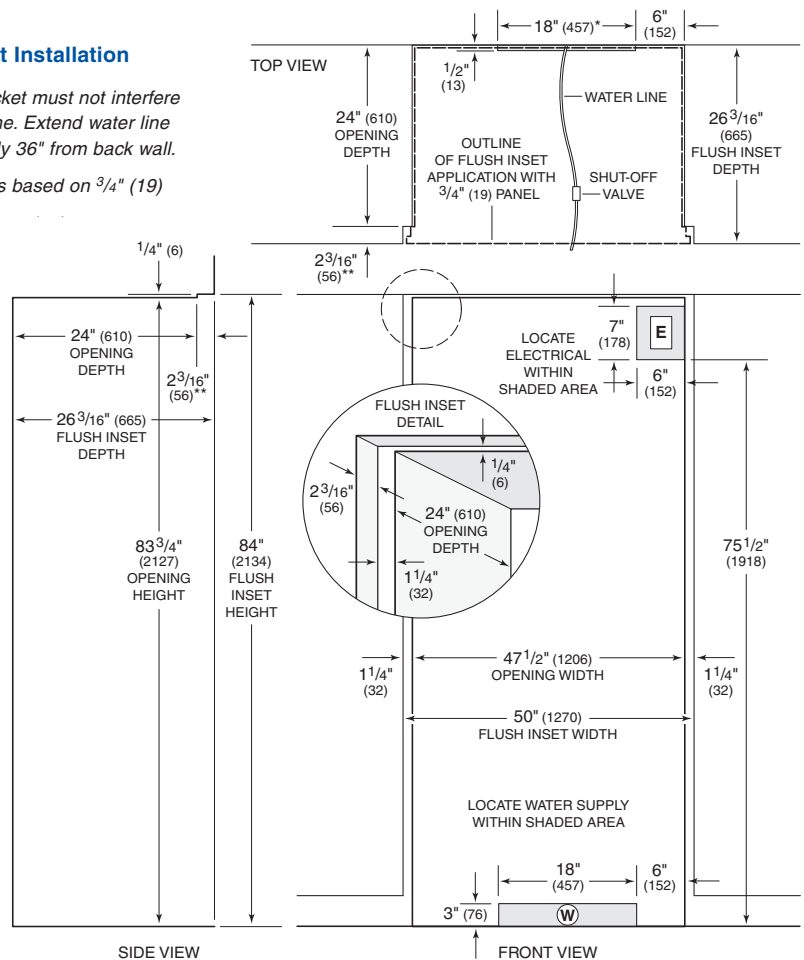 t Installation
cket must not interfere
ne. Extend water line
ly 36" from back wall.
s based on 3/4" (19)
TOP VIEW
18" (457)*
6"
(152)
1/2"
(13)
24" (610)
OPENING
DEPTH
WATER LINE
OUTLINE
OF FLUSH INSET
APPLICATION WITH
3/4" (19) PANEL
SHUT-OFF
VALVE
26 3/16"
(665)
FLUSH INSET
DEPTH
2 3/16"
(56)**
1/4" (6)
24" (610)
OPENING
DEPTH
2 3/16"
(56)**
26 3/16" (665)
FLUSH INSET
DEPTH
83 3/4"
(2127)
OPENING
HEIGHT
84"
(2134)
FLUSH
INSET
HEIGHT
SIDE VIEW
LOCATE
ELECTRICAL
WITHIN
SHADED AREA
7"
(178)
E
6"
(152)
FLUSH INSET
DETAIL
1/4"
(6)
2 3/16"
(56)
24" (610)
OPENING
DEPTH
1 1/4"
(32)
75 1/2"
(1918)
1 1/4"
(32)
47 1/2" (1206)
OPENING WIDTH
1 1/4"
(32)
50" (1270)
FLUSH INSET WIDTH
LOCATE WATER SUPPLY
WITHIN SHADED AREA
18"
(457)
6"
(152)
3" (76)
W
FRONT VIEW